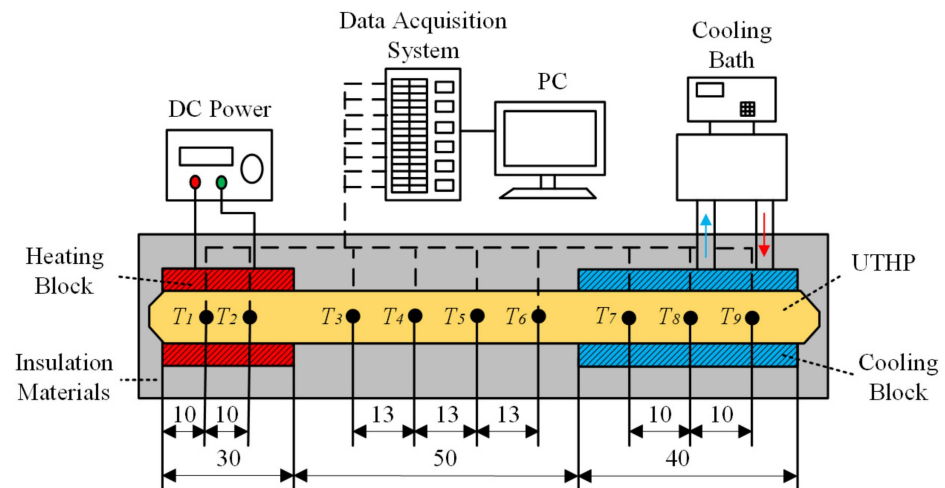 Data Acquisition
System
Cooling
Bath
PC
DC Power
Heating
Block
UTHP
T1
T2
T3
T4
T5
T6
T7
T8
T9
Insulation
Materials
Cooling
Block
10
10
13
13
13
10
10
30
50
40